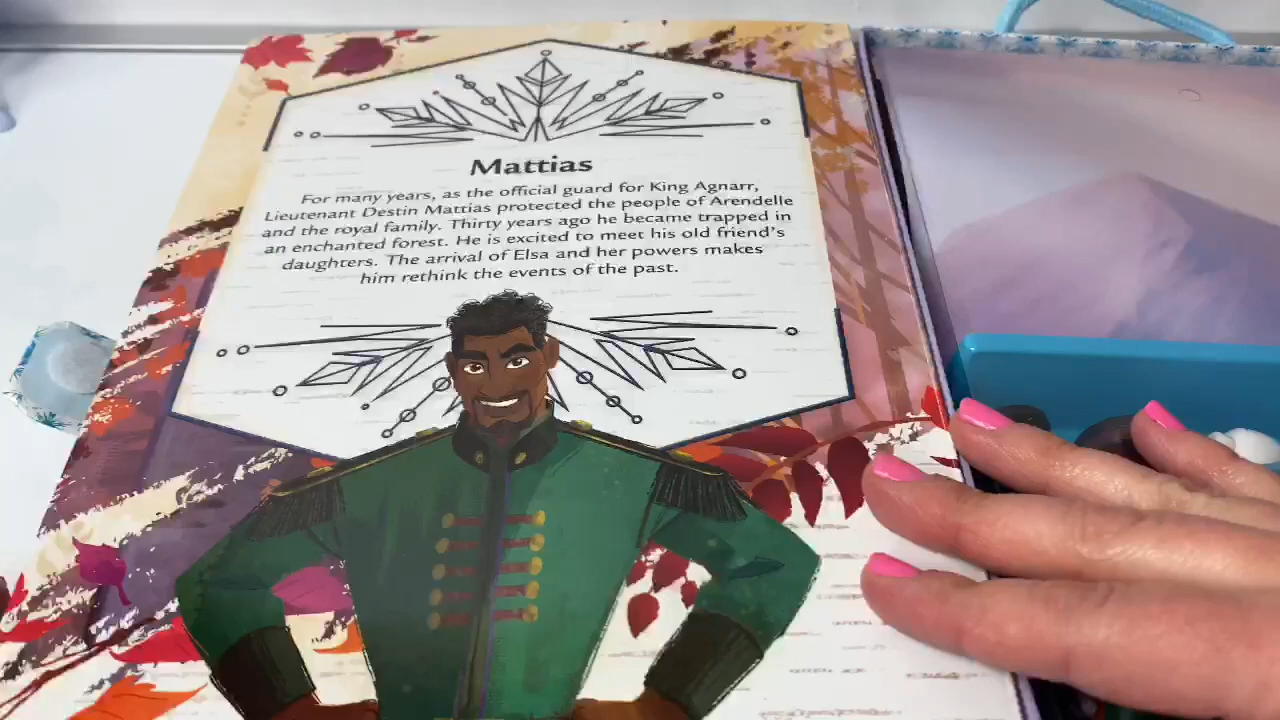 Mattias
For many years, as the official guard for King Agnarr,
Lieutenant Destin Mattias protected the people of Arendelle
and the royal family. Thirty years ago he became trapped in
an enchanted forest. He is excited to meet his old friend's
daughters. The arrival of Elsa and her powers makes
him rethink the events of the past.